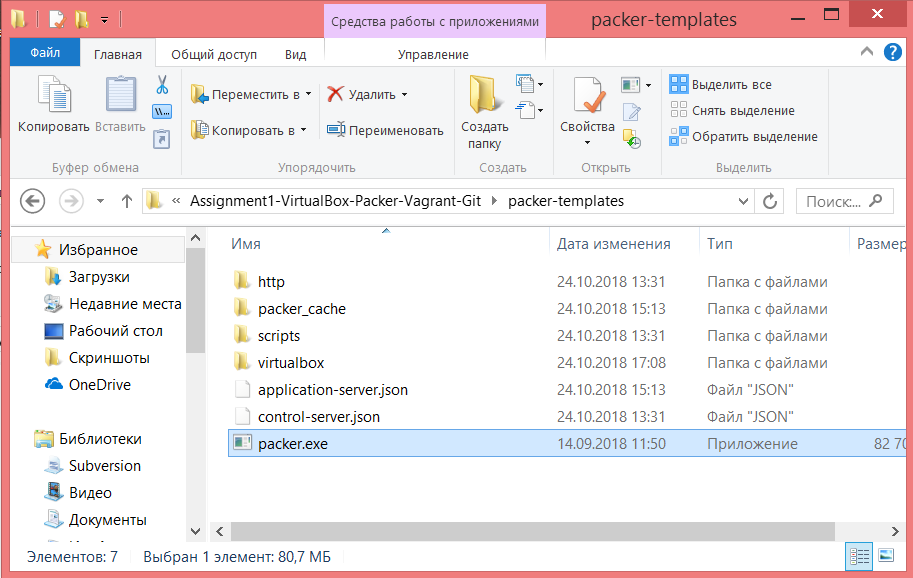 Средства работы с приложениями packer-templates
Файл Главная Общий доступ Вид Управление
Копировать Вставить Переместить в Удалить Создать папку Свойства Выделить все
Копировать в Переименовать Снять выделение
Обратить выделение
Буфер обмена Упорядочить Создать Открыть Выделить
« Assignment1-VirtualBox-Packer-Vagrant-Git packer-templates Поиск...
Имя Дата изменения Тип Размер
Избранное
Загрузки
Недавние места
Рабочий стол
Скриншоты
OneDrive
Библиотеки
Subversion
Видео
Документы
http 24.10.2018 13:31 Папка с файлами
packer_cache 24.10.2018 15:13 Папка с файлами
scripts 24.10.2018 13:31 Папка с файлами
virtualbox 24.10.2018 17:08 Папка с файлами
application-server.json 24.10.2018 15:13 Файл "JSON"
control-server.json 24.10.2018 13:31 Файл "JSON"
packer.exe 14.09.2018 11:50 Приложение 82 70
Элементов: 7 Выбран 1 элемент: 80,7 МБ